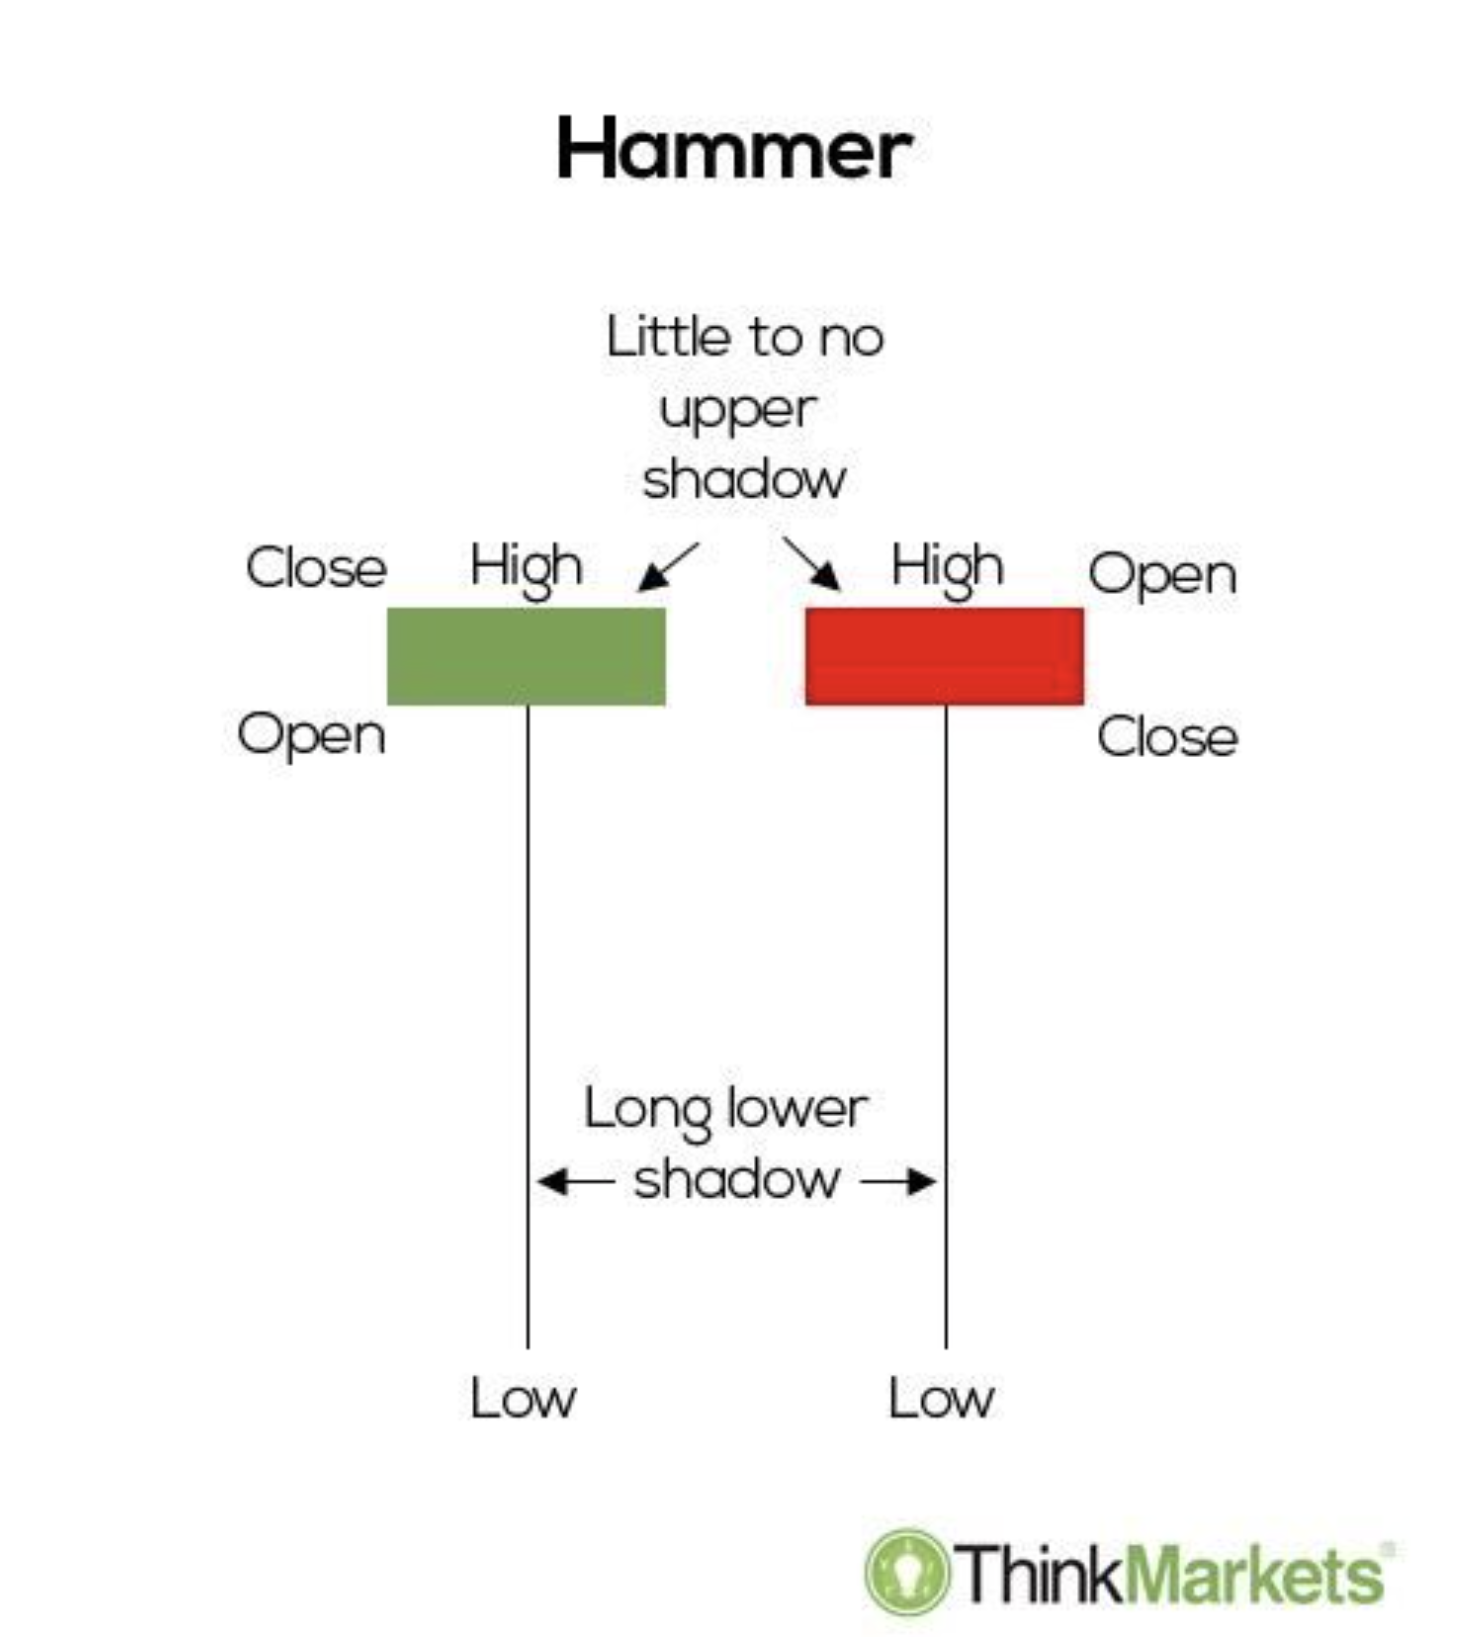 Hammer
Little to no
upper
shadow
Close High High Open
Open Close
Long lower
shadow
Low Low
ThinkMarkets